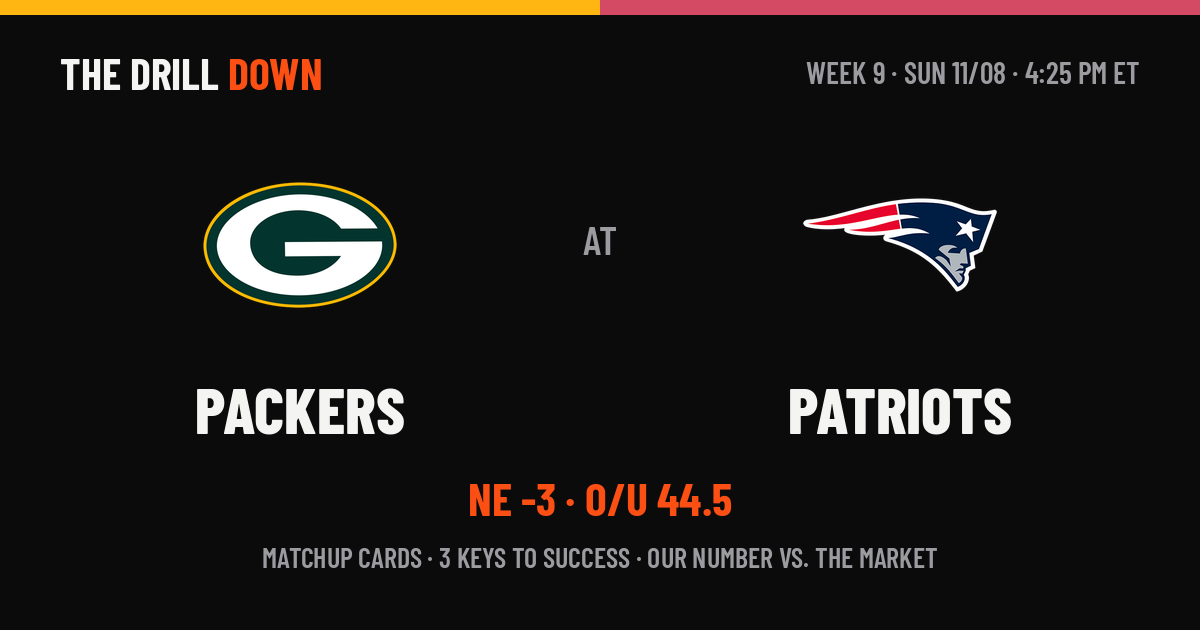 THE DRILL DOWN
WEEK 9 · SUN 11/08 · 4:25 PM ET
G
AT
PACKERS
PATRIOTS
NE -3 · O/U 44.5
MATCHUP CARDS · 3 KEYS TO SUCCESS · OUR NUMBER VS. THE MARKET